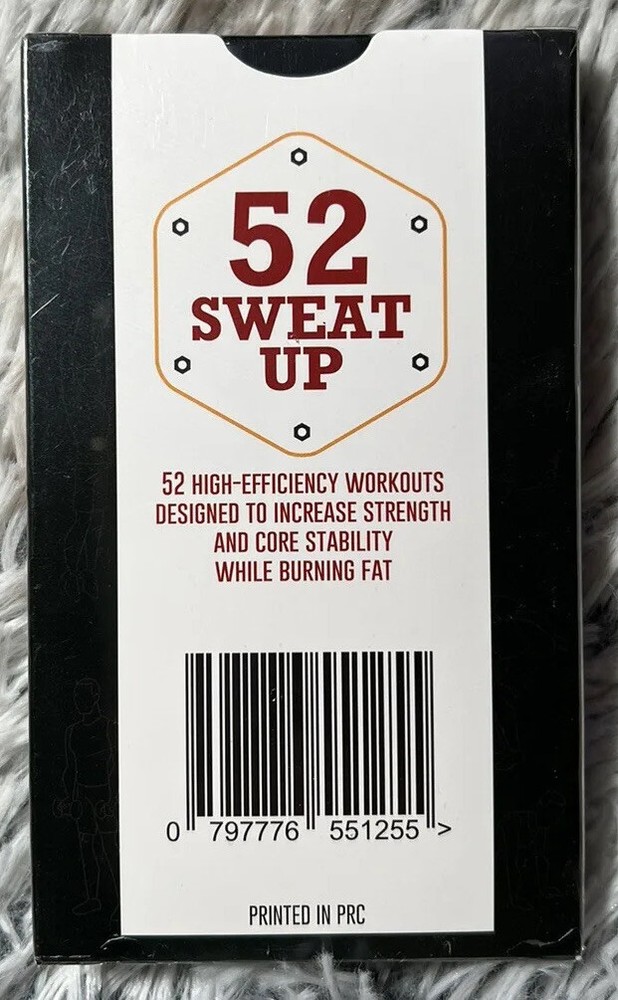 52
SWEAT
UP
52 HIGH-EFFICIENCY WORKOUTS
DESIGNED TO INCREASE STRENGTH
AND CORE STABILITY
WHILE BURNING FAT
0 797776 551255 >
PRINTED IN PRC